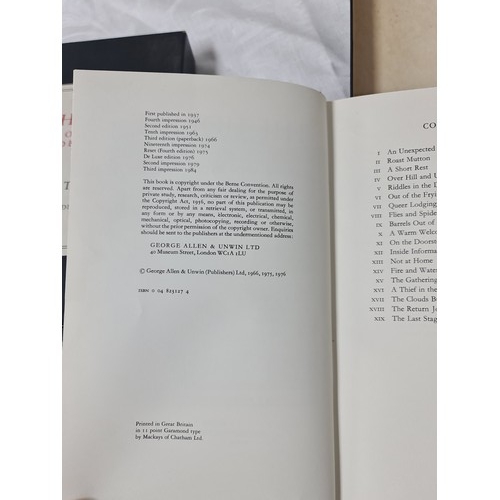 First published in 1937
Fourth impression 1946
Second edition 1951
Tenth impression 1965
Third edition (paperback) 1966
Nineteenth impression 1974
Reset (Fourth edition) 1975
De Luxe edition 1976
Second impression 1979
Third impression 1984
This book is copyright under the Berne Convention. All rights
are reserved. Apart from any fair dealing for the purpose of
private study, research, criticism or review, as permitted under
the Copyright Act, 1956, no part of this publication may be
reproduced, stored in a retrieval system, or transmitted, in
any form or by any means, electronic, electrical, chemical,
mechanical, optical, photocopying, recording or otherwise,
without the prior permission of the copyright owner. Enquiries
should be sent to the publishers at the undermentioned address:
GEORGE ALLEN & UNWIN LTD
40 Museum Street, London WC1A 1LU
© George Allen & Unwin (Publishers) Ltd, 1966, 1975, 1976
ISBN 0 04 823127 4
Printed in Great Britain
in 11 point Garamond type
by Mackays of Chatham Ltd.
CO
I An Unexpected
II Roast Mutton
III A Short Rest
IV Over Hill and U
V Riddles in the D
VI Out of the Fryi
VII Queer Lodging
VIII Flies and Spide
IX Barrels Out of
X A Warm Welc
XI On the Doorst
XII Inside Informa
XIII Not at Home
XIV Fire and Water
XV The Gathering
XVI A Thief in the
XVII The Clouds B
XVIII The Return Jo
XIX The Last Stag